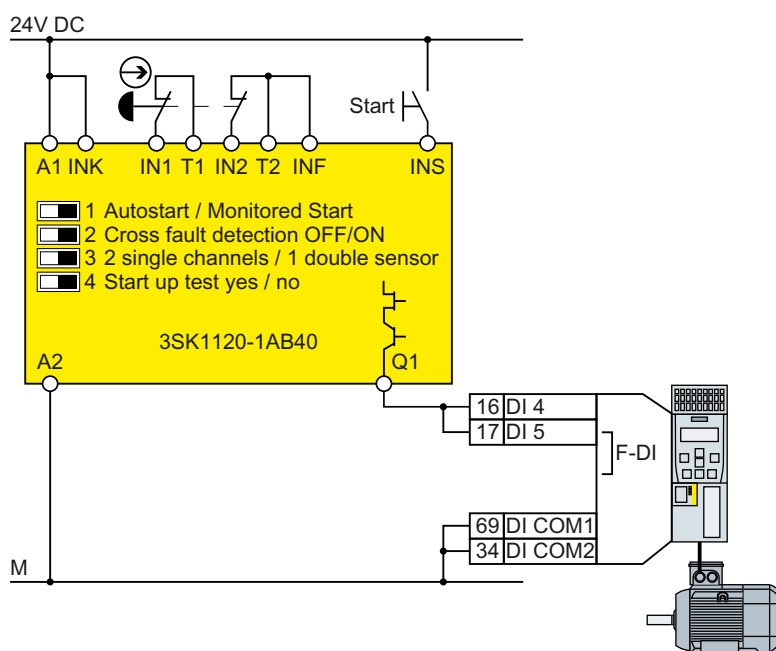 24V DC
Start
A1 INK IN1 T1 IN2 T2 INF INS
1 Autostart / Monitored Start
2 Cross fault detection OFF/ON
3 2 single channels / 1 double sensor
4 Start up test yes / no
3SK1120-1AB40
A2 Q1
16 DI 4
17 DI 5
F-DI
69 DI COM1
34 DI COM2
M